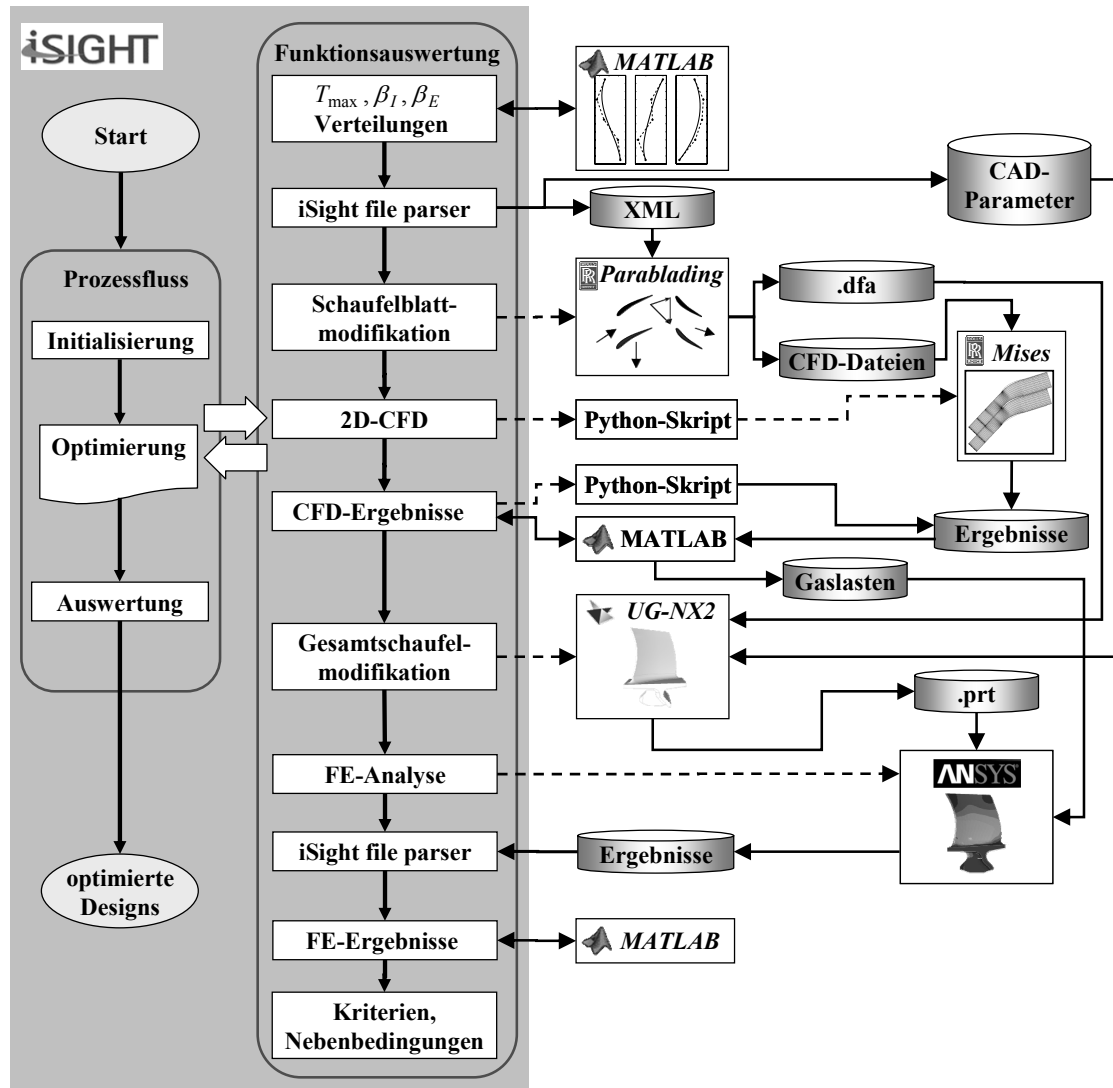 iSIGHT
Start
Prozessfluss
Initialisierung
Optimierung
Auswertung
optimierte
Designs
Funktionsauswertung
T_max , β_I , β_E
Verteilungen
iSight file parser
Schaufelblatt-
modifikation
2D-CFD
CFD-Ergebnisse
Gesamtschaufel-
modifikation
FE-Analyse
iSight file parser
FE-Ergebnisse
Kriterien,
Nebenbedingungen
MATLAB
XML
CAD-
Parameter
Parablading
.dfa
CFD-Dateien
Mises
Python-Skript
Python-Skript
MATLAB
Ergebnisse
Gaslasten
UG-NX2
.prt
ANSYS
Ergebnisse
MATLAB